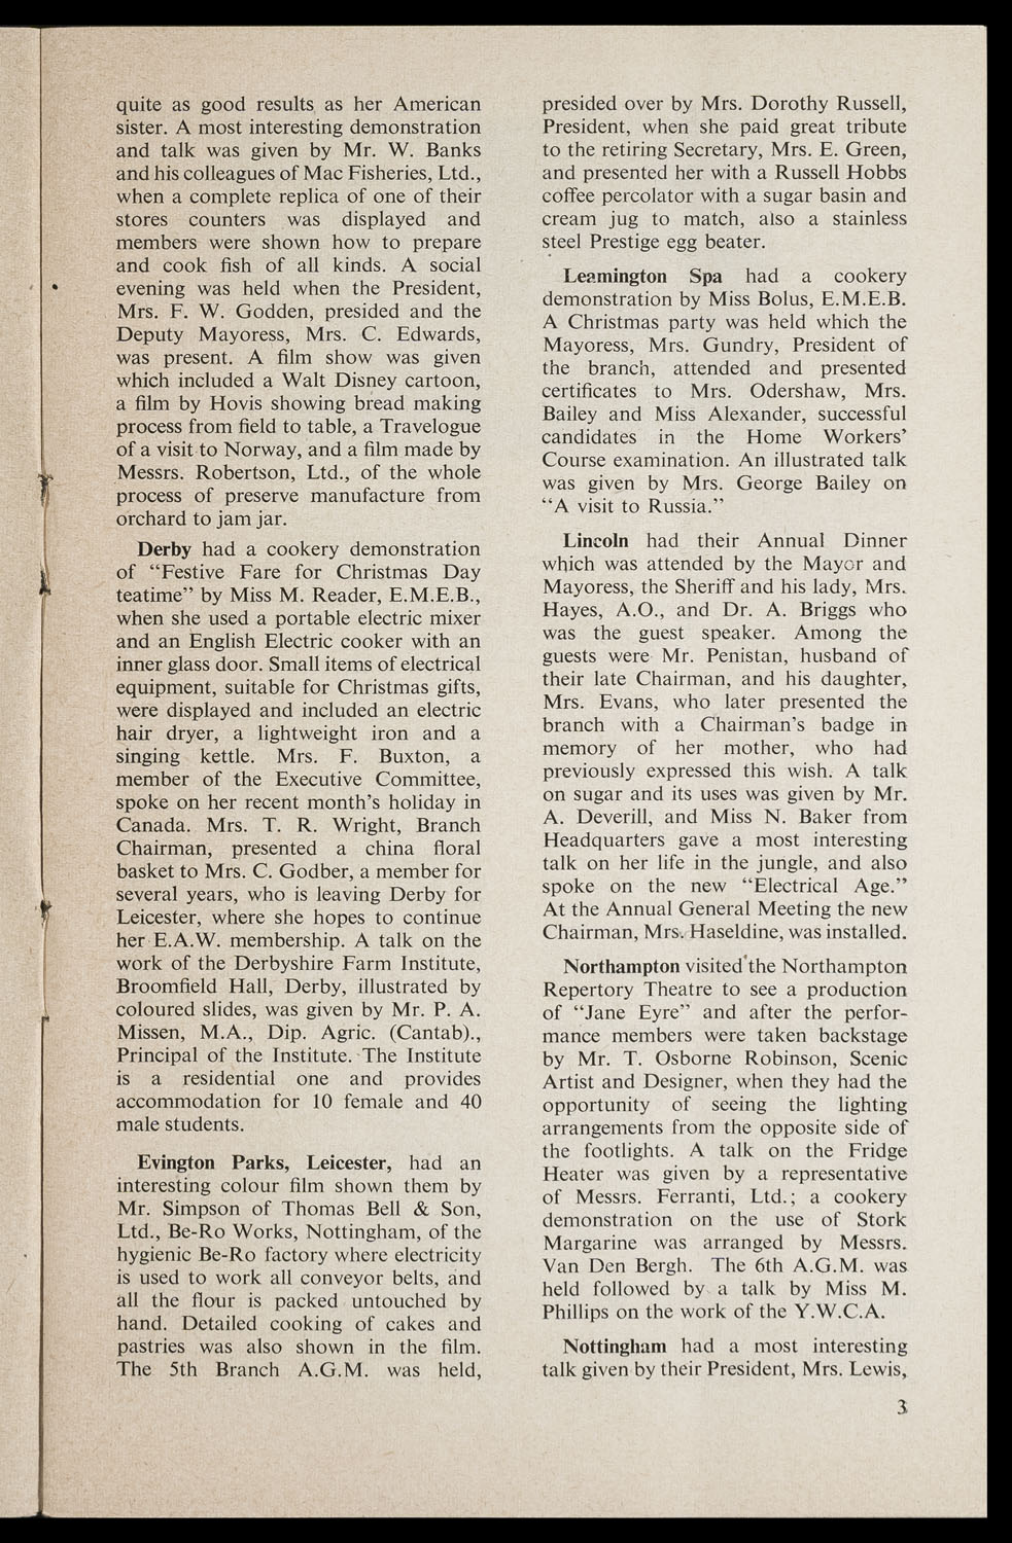 quite as good results as her American
sister. A most interesting demonstration
and talk was given by Mr. W. Banks
and his colleagues of Mac Fisheries, Ltd.,
when a complete replica of one of their
stores counters was displayed and
members were shown how to prepare
and cook fish of all kinds. A social
evening was held when the President,
Mrs. F. W. Godden, presided and the
Deputy Mayoress, Mrs. C. Edwards,
was present. A film show was given
which included a Walt Disney cartoon,
a film by Hovis showing bread making
process from field to table, a Travelogue
of a visit to Norway, and a film made by
Messrs. Robertson, Ltd., of the whole
process of preserve manufacture from
orchard to jam jar.
Derby had a cookery demonstration
of “Festive Fare for Christmas Day
teatime” by Miss M. Reader, E.M.E.B.,
when she used a portable electric mixer
and an English Electric cooker with an
inner glass door. Small items of electrical
equipment, suitable for Christmas gifts,
were displayed and included an electric
hair dryer, a lightweight iron and a
singing kettle. Mrs. F. Buxton, a
member of the Executive Committee,
spoke on her recent month’s holiday in
Canada. Mrs. T. R. Wright, Branch
Chairman, presented a china floral
basket to Mrs. C. Godber, a member for
several years, who is leaving Derby for
Leicester, where she hopes to continue
her E.A.W. membership. A talk on the
work of the Derbyshire Farm Institute,
Broomfield Hall, Derby, illustrated by
coloured slides, was given by Mr. P. A.
Missen, M.A., Dip. Agric. (Cantab).,
Principal of the Institute. The Institute
is a residential one and provides
accommodation for 10 female and 40
male students.
Evington Parks, Leicester, had an
interesting colour film shown them by
Mr. Simpson of Thomas Bell & Son,
Ltd., Be-Ro Works, Nottingham, of the
hygienic Be-Ro factory where electricity
is used to work all conveyor belts, and
all the flour is packed untouched by
hand. Detailed cooking of cakes and
pastries was also shown in the film.
The 5th Branch A.G.M. was held,
presided over by Mrs. Dorothy Russell,
President, when she paid great tribute
to the retiring Secretary, Mrs. E. Green,
and presented her with a Russell Hobbs
coffee percolator with a sugar basin and
cream jug to match, also a stainless
steel Prestige egg beater.
Leamington Spa had a cookery
demonstration by Miss Bolus, E.M.E.B.
A Christmas party was held which the
Mayoress, Mrs. Gundry, President of
the branch, attended and presented
certificates to Mrs. Odershaw, Mrs.
Bailey and Miss Alexander, successful
candidates in the Home Workers’
Course examination. An illustrated talk
was given by Mrs. George Bailey on
“A visit to Russia.”
Lincoln had their Annual Dinner
which was attended by the Mayor and
Mayoress, the Sheriff and his lady, Mrs.
Hayes, A.O., and Dr. A. Briggs who
was the guest speaker. Among the
guests were Mr. Penistan, husband of
their late Chairman, and his daughter,
Mrs. Evans, who later presented the
branch with a Chairman’s badge in
memory of her mother, who had
previously expressed this wish. A talk
on sugar and its uses was given by Mr.
A. Deverill, and Miss N. Baker from
Headquarters gave a most interesting
talk on her life in the jungle, and also
spoke on the new “Electrical Age.”
At the Annual General Meeting the new
Chairman, Mrs. Haseldine, was installed.
Northampton visited the Northampton
Repertory Theatre to see a production
of “Jane Eyre” and after the perfor-
mance members were taken backstage
by Mr. T. Osborne Robinson, Scenic
Artist and Designer, when they had the
opportunity of seeing the lighting
arrangements from the opposite side of
the footlights. A talk on the Fridge
Heater was given by a representative
of Messrs. Ferranti, Ltd.; a cookery
demonstration on the use of Stork
Margarine was arranged by Messrs.
Van Den Bergh. The 6th A.G.M. was
held followed by a talk by Miss M.
Phillips on the work of the Y.W.C.A.
Nottingham had a most interesting
talk given by their President, Mrs. Lewis,
3